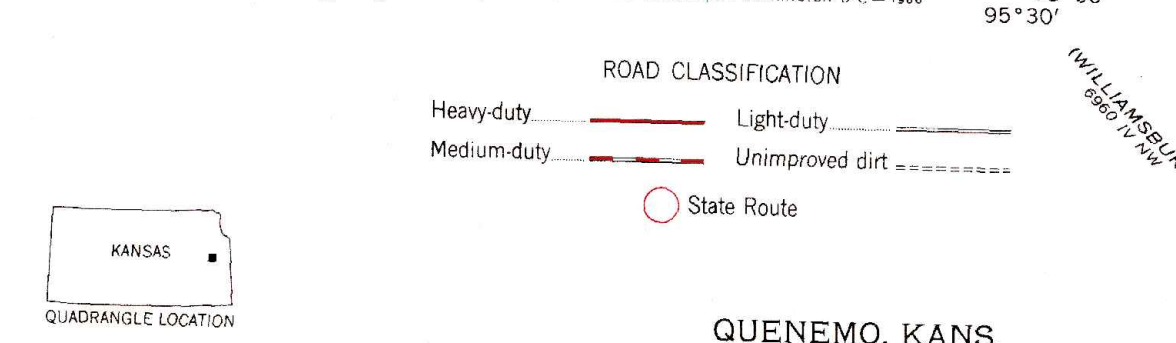 95°30'
(WILLIAMSBUR
6960 IV NW
ROAD CLASSIFICATION
Heavy-duty
Light-duty
Medium-duty
Unimproved dirt
State Route
KANSAS
QUADRANGLE LOCATION
QUENEMO, KANS